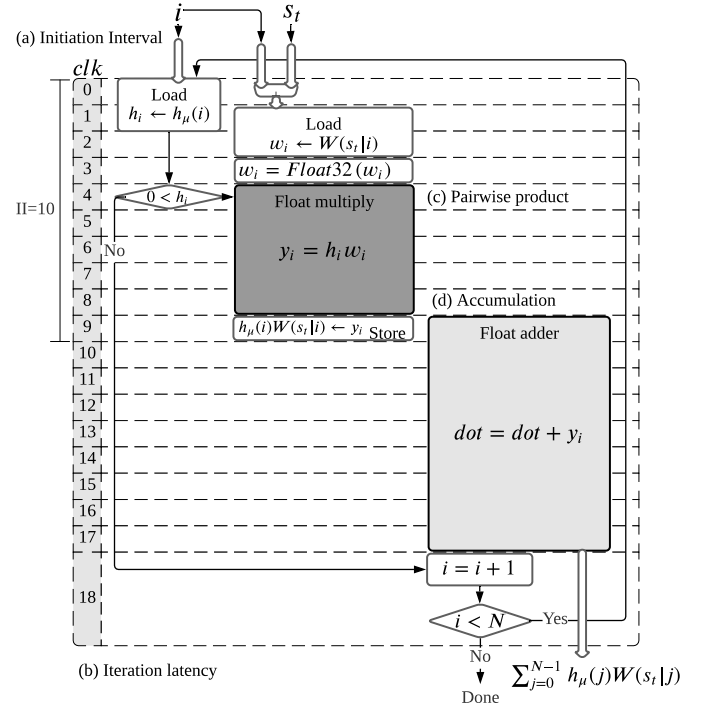 i
s_t
(a) Initiation Interval
clk
0
Load
h_i ← h_μ(i)
1
Load
2
w_i ← W(s_t|i)
3
w_i = Float32(w_i)
4
0 < h_i
Float multiply
(c) Pairwise product
5
II=10
No
6
y_i = h_i w_i
7
8
(d) Accumulation
9
h_μ(i)W(s_t|i) ← y_i Store
Float adder
10
11
12
13
dot = dot + y_i
14
15
16
17
i = i + 1
18
i < N
Yes
No
(b) Iteration latency
∑_{j=0}^{N−1} h_μ(j)W(s_t|j)
Done